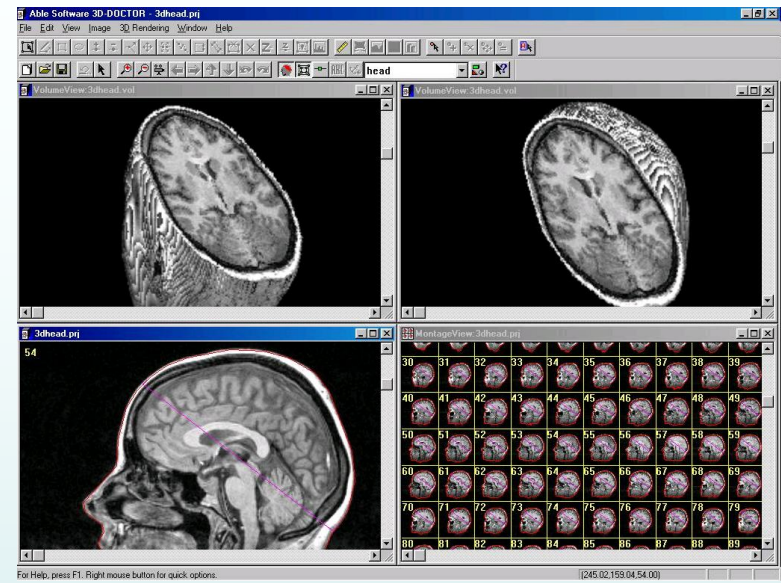 Able Software 3D-DOCTOR - 3dhead.prj
File Edit View Image 3D Rendering Window Help
head
VolumeView:3dhead.vol
VolumeView:3dhead.vol
3dhead.prj
54
MontageView:3dhead.prj
30 31 32 33 34 35 36 37 38 39
40 41 42 43 44 45 46 47 48 49
50 51 52 53 54 55 56 57 58 59
60 61 62 63 64 65 66 67 68 69
70 71 72 73 74 75 76 77 78 79
80 81 82 83 84 85 86 87 88 89
For Help, press F1. Right mouse button for quick options.
(245.02,159.04,54.00)